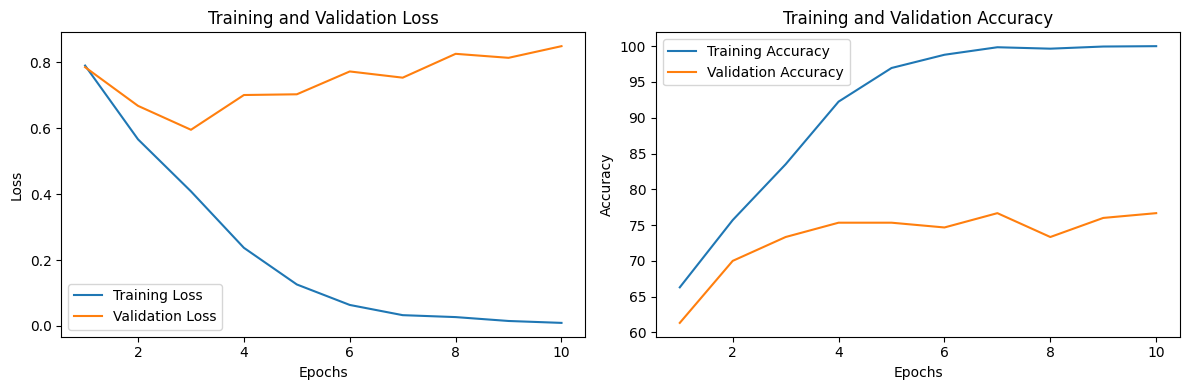 Training and Validation Loss
Loss
0.8
0.6
0.4
0.2
0.0
Training Loss
Validation Loss
2 4 6 8 10
Epochs
Training and Validation Accuracy
Accuracy
100
95
90
85
80
75
70
65
60
Training Accuracy
Validation Accuracy
2 4 6 8 10
Epochs